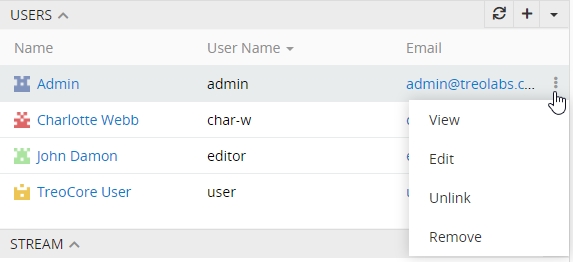 USERS
Name User Name Email
Admin admin admin@treolabs.c...
Charlotte Webb char-w
John Damon editor
TreoCore User user
View
Edit
Unlink
Remove
STREAM